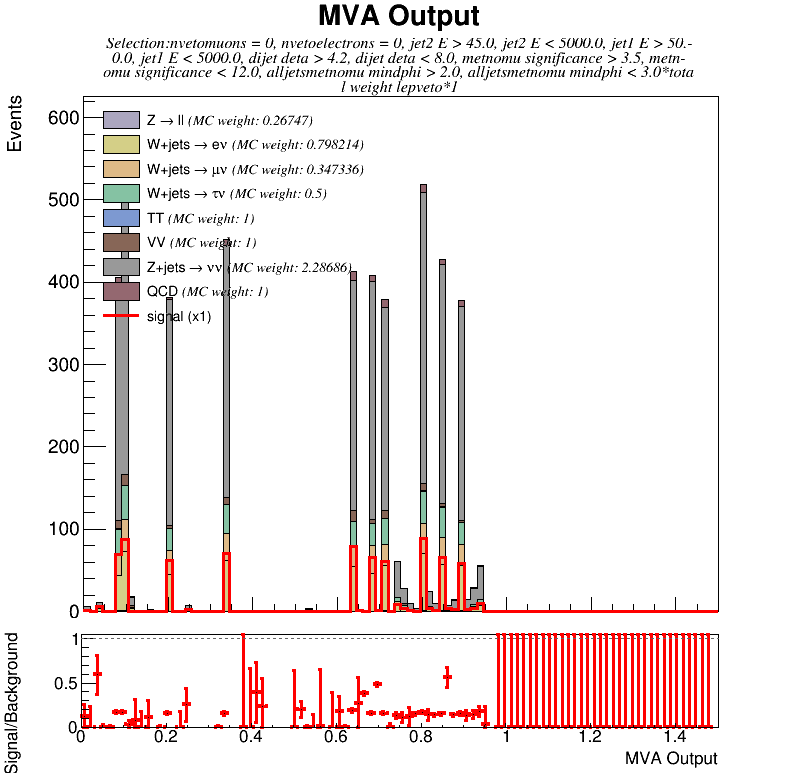 MVA Output
Selection:nvetomuons = 0, nvetoelectrons = 0, jet2 E > 45.0, jet2 E < 5000.0, jet1 E > 50.-
0.0, jet1 E < 5000.0, dijet deta > 4.2, dijet deta < 8.0, metnomu significance > 3.5, metn-
omu significance < 12.0, alljetsmetnomu mindphi > 2.0, alljetsmetnomu mindphi < 3.0*tota
l weight lepveto*1
Events
600
500
400
300
200
100
0
Z → ll (MC weight: 0.26747)
W+jets → eν (MC weight: 0.798214)
W+jets → μν (MC weight: 0.347336)
W+jets → τν (MC weight: 0.5)
TT (MC weight: 1)
VV (MC weight: 1)
Z+jets → νν (MC weight: 2.28686)
QCD (MC weight: 1)
signal (x1)
Signal/Background
1
0.5
0
0 0.2 0.4 0.6 0.8 1 1.2 1.4
MVA Output